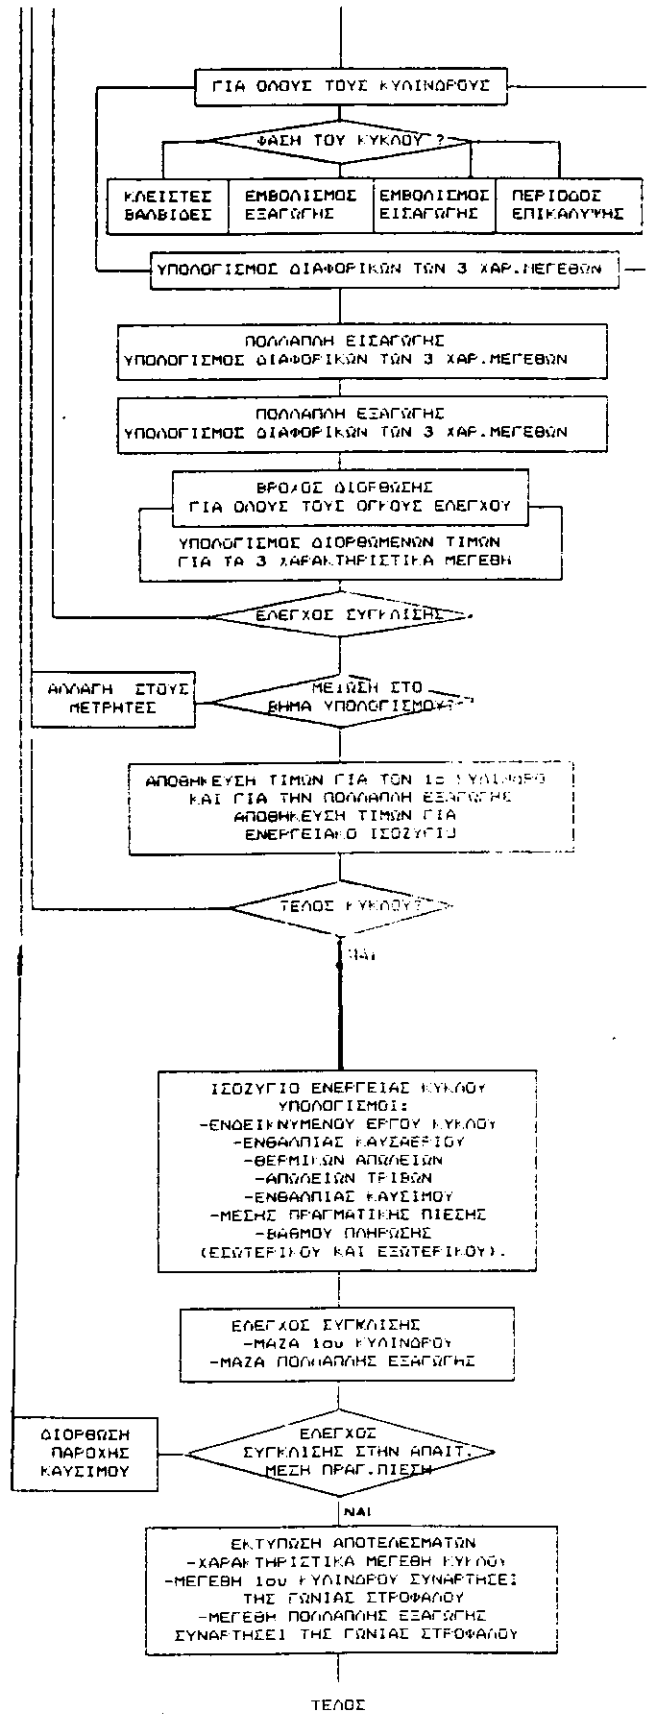 ΓΙΑ ΟΛΟΥΣ ΤΟΥΣ ΚΥΛΙΝΔΡΟΥΣ
ΦΑΣΗ ΤΟΥ ΚΥΚΛΟΥ ?
ΚΛΕΙΣΤΕΣ
ΒΑΛΒΙΔΕΣ
ΕΜΒΟΛΙΣΜΟΣ
ΕΞΑΓΩΓΗΣ
ΕΜΒΟΛΙΣΜΟΣ
ΕΙΣΑΓΩΓΗΣ
ΠΕΡΙΟΔΟΣ
ΕΠΙΚΑΛΥΨΗΣ
ΥΠΟΛΟΓΙΣΜΟΣ ΔΙΑΦΟΡΙΚΩΝ ΤΩΝ 3 ΧΑΡ.ΜΕΓΕΘΩΝ
ΠΟΛΛΑΠΛΗ ΕΙΣΑΓΩΓΗΣ
ΥΠΟΛΟΓΙΣΜΟΣ ΔΙΑΦΟΡΙΚΩΝ ΤΩΝ 3 ΧΑΡ.ΜΕΓΕΘΩΝ
ΠΟΛΛΑΠΛΗ ΕΞΑΓΩΓΗΣ
ΥΠΟΛΟΓΙΣΜΟΣ ΔΙΑΦΟΡΙΚΩΝ ΤΩΝ 3 ΧΑΡ.ΜΕΓΕΘΩΝ
ΒΡΟΧΟΣ ΔΙΟΡΘΩΣΗΣ
ΓΙΑ ΟΛΟΥΣ ΤΟΥΣ ΟΓΚΟΥΣ ΕΛΕΓΧΟΥ
ΥΠΟΛΟΓΙΣΜΟΣ ΔΙΟΡΘΩΜΕΝΩΝ ΤΙΜΩΝ
ΓΙΑ ΤΑ 3 ΧΑΡΑΚΤΗΡΙΣΤΙΚΑ ΜΕΓΕΘΗ
ΕΛΕΓΧΟΣ ΣΥΓΚΛΙΣΗΣ
ΑΛΛΑΓΗ ΣΤΟΥΣ
ΜΕΤΡΗΤΕΣ
ΜΕΙΩΣΗ ΣΤΟ
ΒΗΜΑ ΥΠΟΛΟΓΙΣΜΟΥ?
ΑΠΟΘΗΚΕΥΣΗ ΤΙΜΩΝ ΓΙΑ ΤΟΝ 1ο ΚΥΛΙΝΔΡΟ
ΚΑΙ ΓΙΑ ΤΗΝ ΠΟΛΛΑΠΛΗ ΕΞΑΓΩΓΗΣ
ΑΠΟΘΗΚΕΥΣΗ ΤΙΜΩΝ ΓΙΑ
ΕΝΕΡΓΕΙΑΚΟ ΙΣΟΖΥΓΙΟ
ΤΕΛΟΣ ΚΥΚΛΟΥ?
ΝΑΙ
ΙΣΟΖΥΓΙΟ ΕΝΕΡΓΕΙΑΣ ΚΥΚΛΟΥ
ΥΠΟΛΟΓΙΣΜΟΙ:
-ΕΝΔΕΙΚΝΥΜΕΝΟΥ ΕΡΓΟΥ ΚΥΚΛΟΥ
-ΕΝΘΑΛΠΙΑΣ ΚΑΥΣΑΕΡΙΟΥ
-ΘΕΡΜΙΚΩΝ ΑΠΩΛΕΙΩΝ
-ΑΠΩΛΕΙΩΝ ΤΡΙΒΩΝ
-ΕΝΘΑΛΠΙΑΣ ΚΑΥΣΙΜΟΥ
-ΜΕΣΗΣ ΠΡΑΓΜΑΤΙΚΗΣ ΠΙΕΣΗΣ
-ΒΑΘΜΟΥ ΠΛΗΡΩΣΗΣ
(ΕΣΩΤΕΡΙΚΟΥ ΚΑΙ ΕΞΩΤΕΡΙΚΟΥ).
ΕΛΕΓΧΟΣ ΣΥΓΚΛΙΣΗΣ
-ΜΑΖΑ 1ου ΚΥΛΙΝΔΡΟΥ
-ΜΑΖΑ ΠΟΛΛΑΠΛΗΣ ΕΞΑΓΩΓΗΣ
ΔΙΟΡΘΩΣΗ
ΠΑΡΟΧΗΣ
ΚΑΥΣΙΜΟΥ
ΕΛΕΓΧΟΣ
ΣΥΓΚΛΙΣΗΣ ΣΤΗΝ ΑΠΑΙΤ.
ΜΕΣΗ ΠΡΑΓ.ΠΙΕΣΗ
ΝΑΙ
ΕΚΤΥΠΩΣΗ ΑΠΟΤΕΛΕΣΜΑΤΩΝ
-ΧΑΡΑΚΤΗΡΙΣΤΙΚΑ ΜΕΓΕΘΗ ΚΥΚΛΟΥ
-ΜΕΓΕΘΗ 1ου ΚΥΛΙΝΔΡΟΥ ΣΥΝΑΡΤΗΣΕΙ
ΤΗΣ ΓΩΝΙΑΣ ΣΤΡΟΦΑΛΟΥ
-ΜΕΓΕΘΗ ΠΟΛΛΑΠΛΗΣ ΕΞΑΓΩΓΗΣ
ΣΥΝΑΡΤΗΣΕΙ ΤΗΣ ΓΩΝΙΑΣ ΣΤΡΟΦΑΛΟΥ
ΤΕΛΟΣ